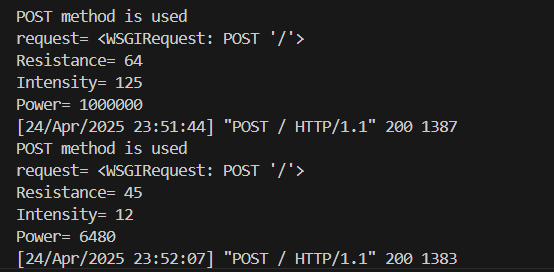 POST method is used
request= <WSGIRequest: POST '/'>
Resistance= 64
Intensity= 125
Power= 1000000
[24/Apr/2025 23:51:44] "POST / HTTP/1.1" 200 1387
POST method is used
request= <WSGIRequest: POST '/'>
Resistance= 45
Intensity= 12
Power= 6480
[24/Apr/2025 23:52:07] "POST / HTTP/1.1" 200 1383